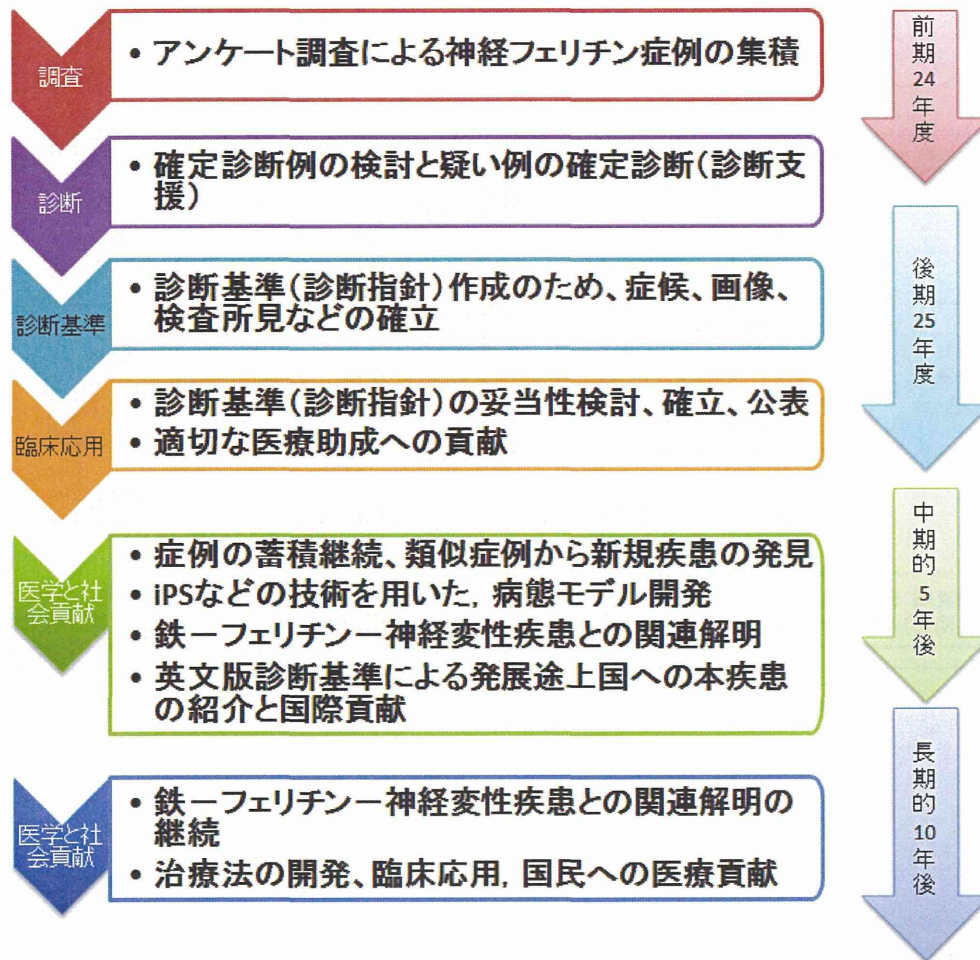 調査
• アンケート調査による神経フェリチン症例の集積
診断
• 確定診断例の検討と疑い例の確定診断(診断支
援)
診断基準
• 診断基準(診断指針)作成のため、症候、画像、
検査所見などの確立
臨床応用
• 診断基準(診断指針)の妥当性検討、確立、公表
• 適切な医療助成への貢献
医学と社
会貢献
• 症例の蓄積継続、類似症例から新規疾患の発見
• iPSなどの技術を用いた, 病態モデル開発
• 鉄ーフェリチンー神経変性疾患との関連解明
• 英文版診断基準による発展途上国への本疾患
の紹介と国際貢献
医学と社
会貢献
• 鉄ーフェリチンー神経変性疾患との関連解明の
継続
• 治療法の開発、臨床応用, 国民への医療貢献
前期24年度
後期25年度
中期的5年後
長期的10年後